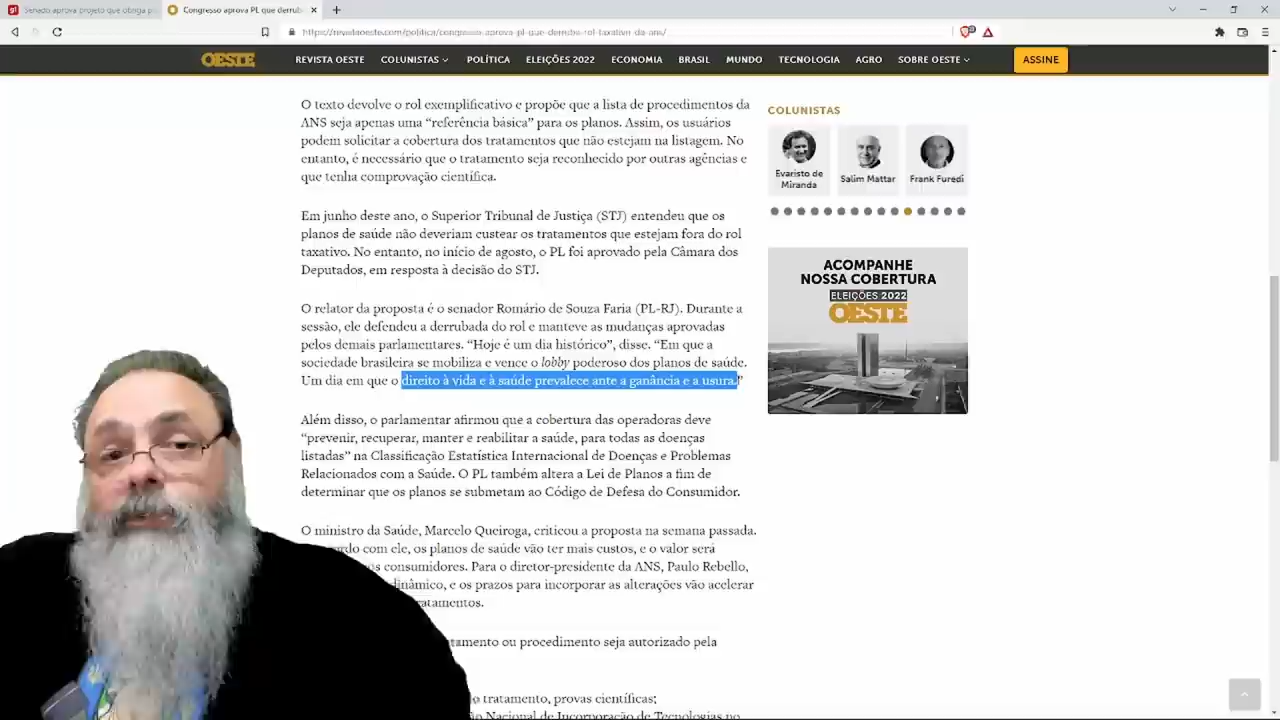 Senado aprova projeto que obriga pl
Congresso aprova PL que derruba
https://revistaoeste.com/politica/congresso-aprova-pl-que-derruba-rol-taxativo-da-ans/
OESTE
REVISTA OESTE
COLUNISTAS
POLÍTICA
ELEIÇÕES 2022
ECONOMIA
BRASIL
MUNDO
TECNOLOGIA
AGRO
SOBRE OESTE
ASSINE
O texto devolve o rol exemplificativo e propõe que a lista de procedimentos da
ANS seja apenas uma “referência básica” para os planos. Assim, os usuários
podem solicitar a cobertura dos tratamentos que não estejam na listagem. No
entanto, é necessário que o tratamento seja reconhecido por outras agências e
que tenha comprovação científica.
Em junho deste ano, o Superior Tribunal de Justiça (STJ) entendeu que os
planos de saúde não deveriam custear os tratamentos que estejam fora do rol
taxativo. No entanto, no início de agosto, o PL foi aprovado pela Câmara dos
Deputados, em resposta à decisão do STJ.
O relator da proposta é o senador Romário de Souza Faria (PL-RJ). Durante a
sessão, ele defendeu a derrubada do rol e manteve as mudanças aprovadas
pelos demais parlamentares. “Hoje é um dia histórico”, disse. “Em que a
sociedade brasileira se mobiliza e vence o lobby poderoso dos planos de saúde.
Um dia em que o direito à vida e à saúde prevalece ante a ganância e a usura.”
Além disso, o parlamentar afirmou que a cobertura das operadoras deve
“prevenir, recuperar, manter e reabilitar a saúde, para todas as doenças
listadas” na Classificação Estatística Internacional de Doenças e Problemas
Relacionados com a Saúde. O PL também altera a Lei de Planos a fim de
determinar que os planos se submetam ao Código de Defesa do Consumidor.
O ministro da Saúde, Marcelo Queiroga, criticou a proposta na semana passada.
com ele, os planos de saúde vão ter mais custos, e o valor será
consumidores. Para o diretor-presidente da ANS, Paulo Rebello,
dinâmico, e os prazos para incorporar as alterações vão acelerar
ratamentos.
tamento ou procedimento seja autorizado pela
o tratamento, provas científicas;
Nacional de Incorporação de Tecnologias no
COLUNISTAS
Evaristo de
Miranda
Salim Mattar
Frank Furedi
ACOMPANHE
NOSSA COBERTURA
ELEIÇÕES 2022
OESTE